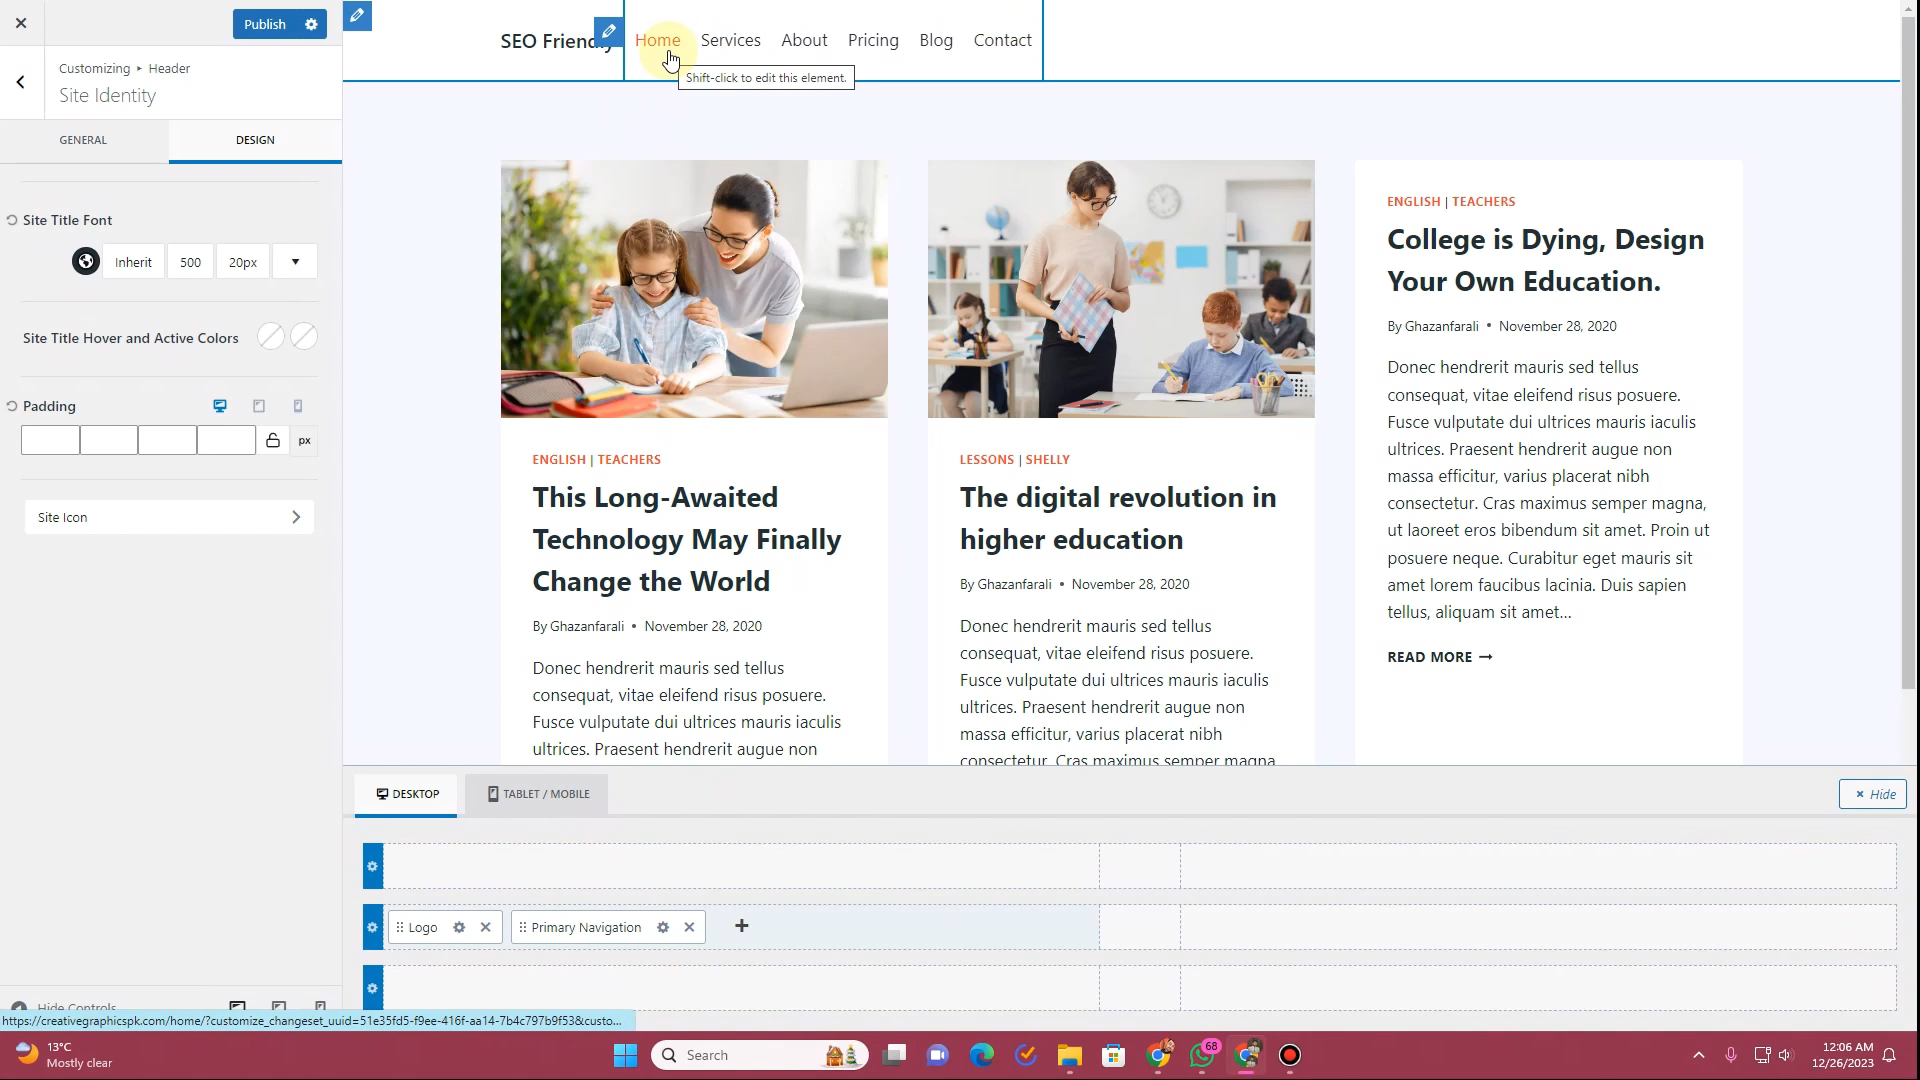 Publish
Customizing ▸ Header
Site Identity
GENERAL
DESIGN
Site Title Font
Inherit
500
20px
Site Title Hover and Active Colors
Padding
px
Site Icon
Hide Controls
https://creativegraphicspk.com/home/?customize_changeset_uuid=51e35fd5-f9ee-416f-aa14-7b4c797b9f53&custo...
SEO Friendly
Home
Services
About
Pricing
Blog
Contact
Shift-click to edit this element.
ENGLISH | TEACHERS
This Long-Awaited
Technology May Finally
Change the World
By Ghazanfarali • November 28, 2020
Donec hendrerit mauris sed tellus
consequat, vitae eleifend risus posuere.
Fusce vulputate dui ultrices mauris iaculis
ultrices. Praesent hendrerit augue non
LESSONS | SHELLY
The digital revolution in
higher education
By Ghazanfarali • November 28, 2020
Donec hendrerit mauris sed tellus
consequat, vitae eleifend risus posuere.
Fusce vulputate dui ultrices mauris iaculis
ultrices. Praesent hendrerit augue non
massa efficitur, varius placerat nibh
consectetur. Cras maximus semper magna
ENGLISH | TEACHERS
College is Dying, Design
Your Own Education.
By Ghazanfarali • November 28, 2020
Donec hendrerit mauris sed tellus
consequat, vitae eleifend risus posuere.
Fusce vulputate dui ultrices mauris iaculis
ultrices. Praesent hendrerit augue non
massa efficitur, varius placerat nibh
consectetur. Cras maximus semper magna,
ut laoreet eros bibendum sit amet. Proin ut
posuere neque. Curabitur eget mauris sit
amet lorem faucibus lacinia. Duis sapien
tellus, aliquam sit amet...
READ MORE →
DESKTOP
TABLET / MOBILE
× Hide
Logo
Primary Navigation
13°C
Mostly clear
Search
68
12:06 AM
12/26/2023